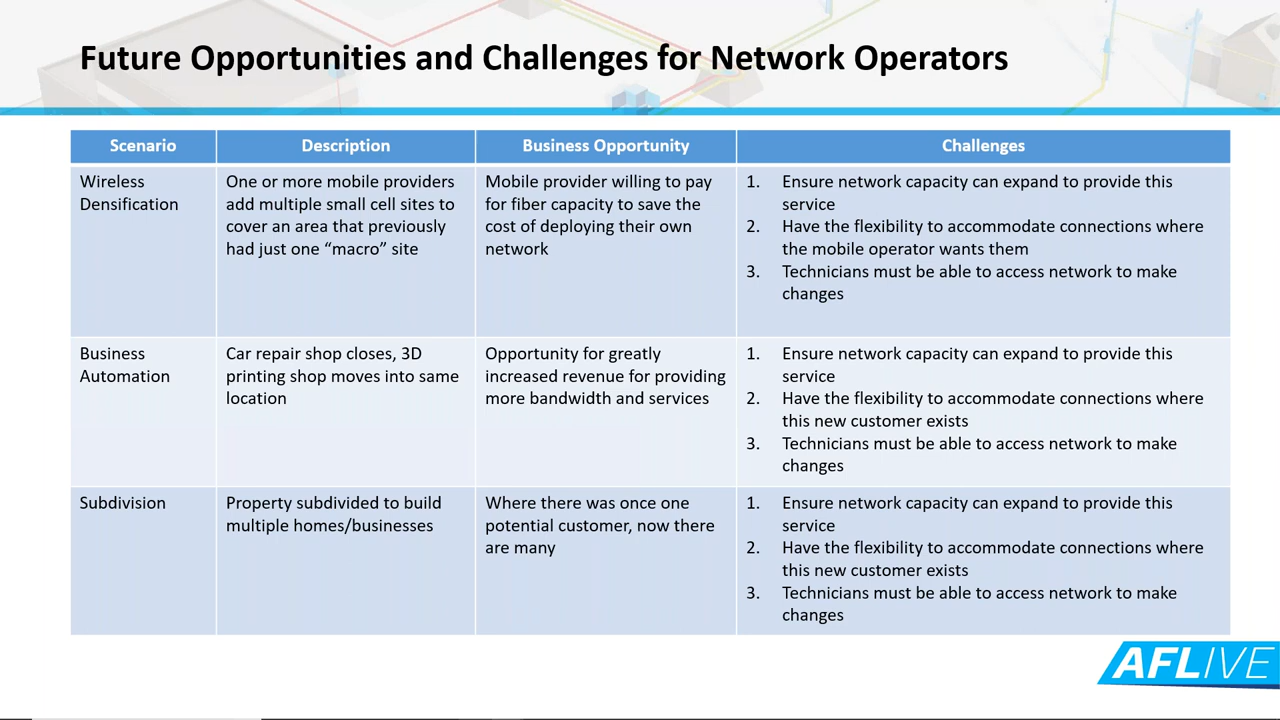 Future Opportunities and Challenges for Network Operators
Scenario
Description
Business Opportunity
Challenges
Wireless
Densification
One or more mobile providers
add multiple small cell sites to
cover an area that previously
had just one “macro” site
Mobile provider willing to pay
for fiber capacity to save the
cost of deploying their own
network
1. Ensure network capacity can expand to provide this
service
2. Have the flexibility to accommodate connections where
the mobile operator wants them
3. Technicians must be able to access network to make
changes
Business
Automation
Car repair shop closes, 3D
printing shop moves into same
location
Opportunity for greatly
increased revenue for providing
more bandwidth and services
1. Ensure network capacity can expand to provide this
service
2. Have the flexibility to accommodate connections where
this new customer exists
3. Technicians must be able to access network to make
changes
Subdivision
Property subdivided to build
multiple homes/businesses
Where there was once one
potential customer, now there
are many
1. Ensure network capacity can expand to provide this
service
2. Have the flexibility to accommodate connections where
this new customer exists
3. Technicians must be able to access network to make
changes
AFLIVE